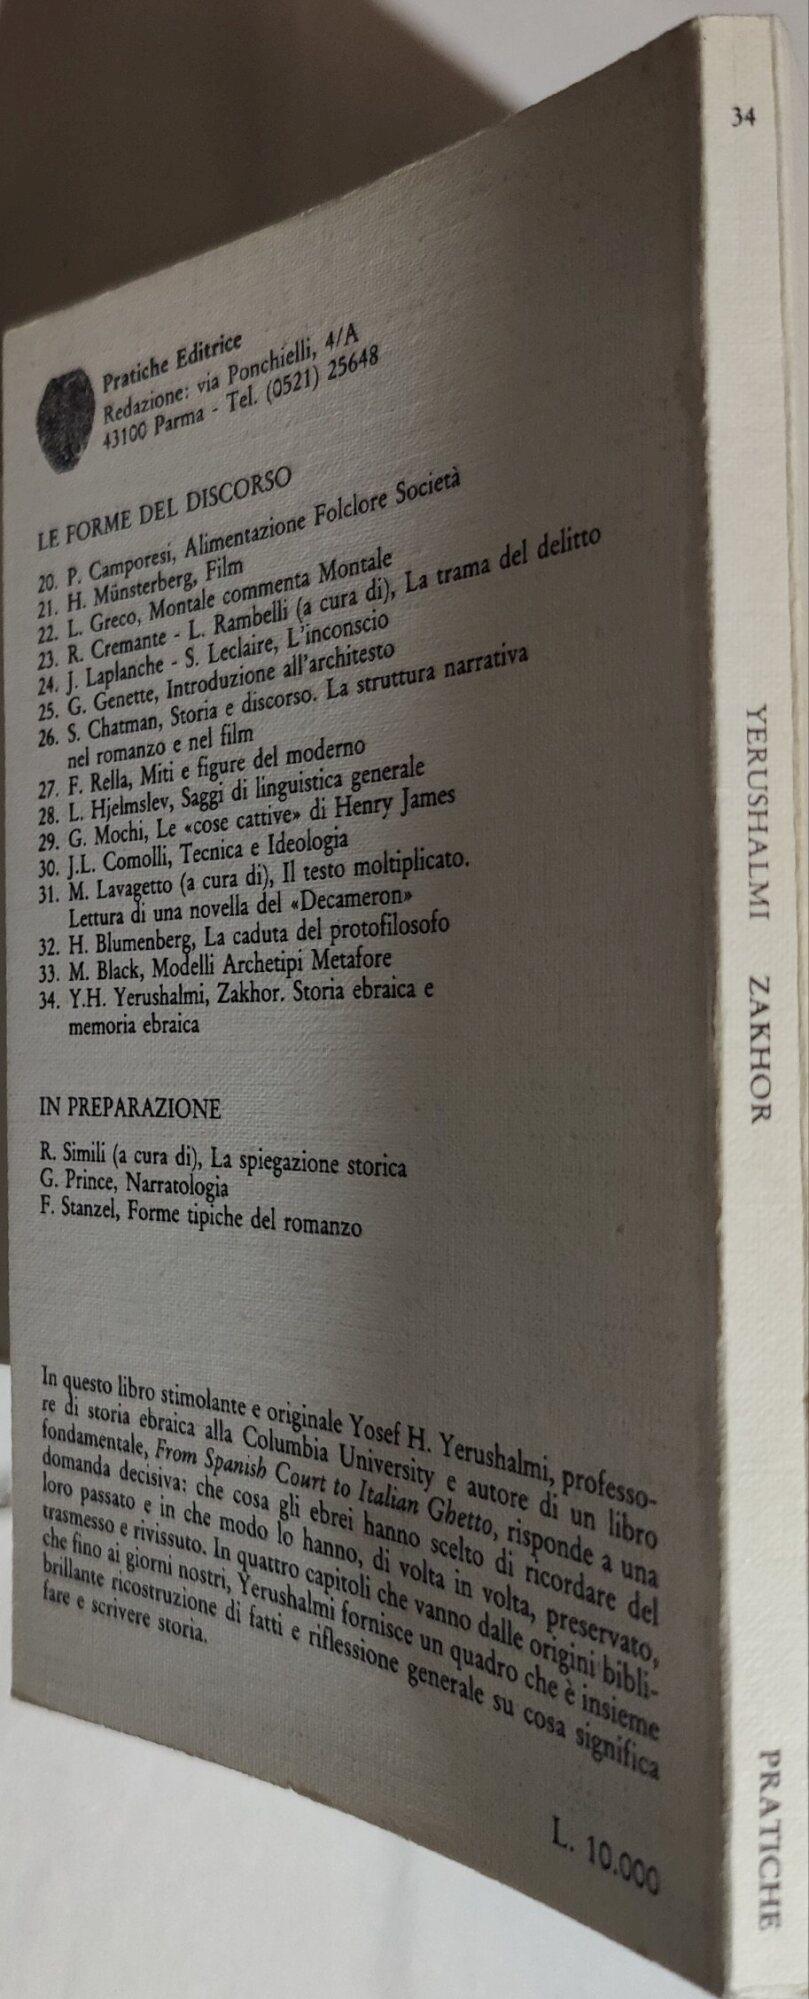 Pratiche Editrice
Redazione: via Ponchielli, 4/A
43100 Parma - Tel. (0521) 25648
LE FORME DEL DISCORSO
20. P. Camporesi, Alimentazione Folclore Società
21. H. Münsterberg, Film
22. L. Greco, Montale commenta Montale
23. R. Cremante - L. Rambelli (a cura di), La trama del delitto
24. J. Laplanche - S. Leclaire, L'inconscio
25. G. Genette, Introduzione all'architesto
26. S. Chatman, Storia e discorso. La struttura narrativa
nel romanzo e nel film
27. F. Rella, Miti e figure del moderno
28. L. Hjelmslev, Saggi di linguistica generale
29. G. Mochi, Le «cose cattive» di Henry James
30. J.L. Comolli, Tecnica e Ideologia
31. M. Lavagetto (a cura di), Il testo moltiplicato.
Lettura di una novella del «Decameron»
32. H. Blumenberg, La caduta del protofilosofo
33. M. Black, Modelli Archetipi Metafore
34. Y.H. Yerushalmi, Zakhor. Storia ebraica e
memoria ebraica
IN PREPARAZIONE
R. Simili (a cura di), La spiegazione storica
G. Prince, Narratologia
F. Stanzel, Forme tipiche del romanzo
In questo libro stimolante e originale Yosef H. Yerushalmi, professo-
re di storia ebraica alla Columbia University e autore di un libro
fondamentale, From Spanish Court to Italian Ghetto, risponde a una
domanda decisiva: che cosa gli ebrei hanno scelto di ricordare del
loro passato e in che modo lo hanno, di volta in volta, preservato,
trasmesso e rivissuto. In quattro capitoli che vanno dalle origini bibli-
che fino ai giorni nostri, Yerushalmi fornisce un quadro che è insieme
brillante ricostruzione di fatti e riflessione generale su cosa significa
fare e scrivere storia.
L. 10.000
34
YERUSHALMI ZAKHOR
PRATICHE